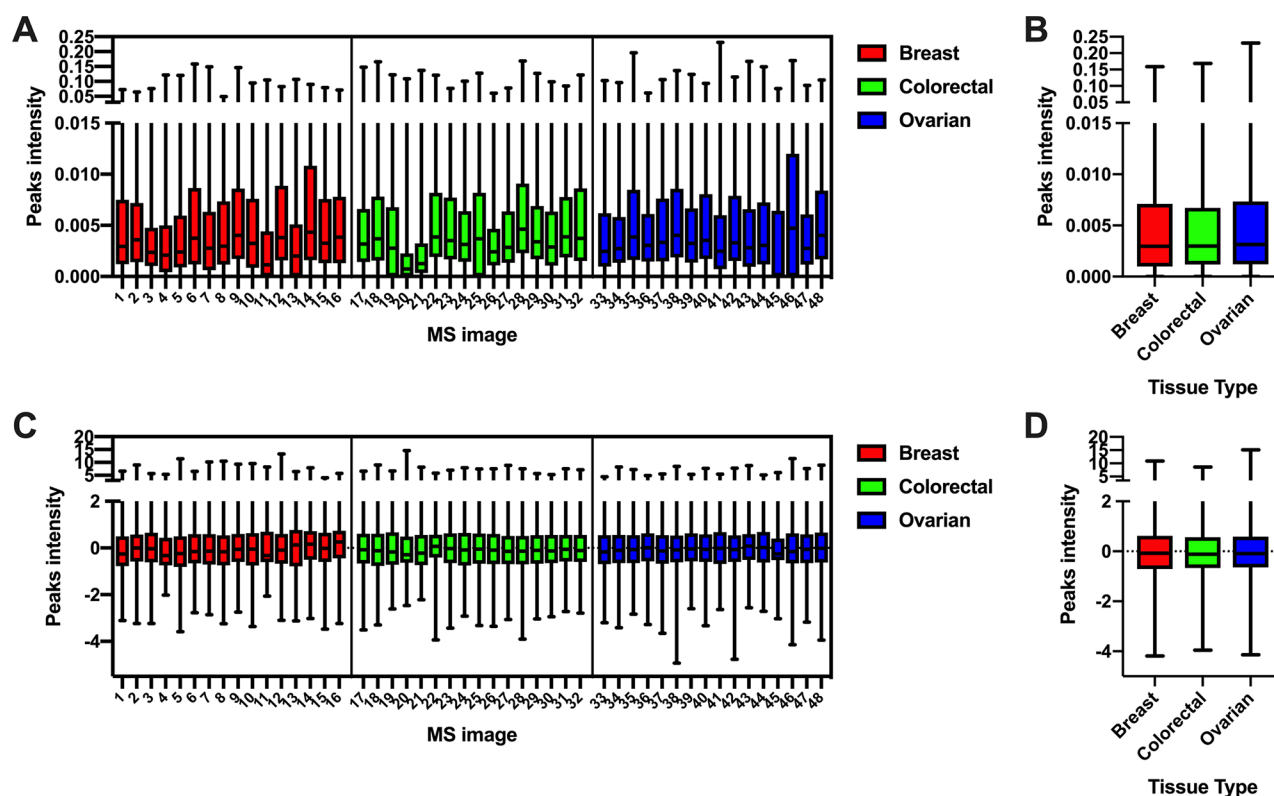 A
Peaks intensity
0.25
0.20
0.15
0.10
0.05
0.015
0.010
0.005
0.000
1 2 3 4 5 6 7 8 9 10 11 12 13 14 15 16 17 18 19 20 21 22 23 24 25 26 27 28 29 30 31 32 33 34 35 36 37 38 39 40 41 42 43 44 45 46 47 48
MS image
Breast
Colorectal
Ovarian
B
Peaks intensity
0.25
0.20
0.15
0.10
0.05
0.015
0.010
0.005
0.000
Breast Colorectal Ovarian
Tissue Type
C
Peaks intensity
20
15
10
5
2
0
-2
-4
1 2 3 4 5 6 7 8 9 10 11 12 13 14 15 16 17 18 19 20 21 22 23 24 25 26 27 28 29 30 31 32 33 34 35 36 37 38 39 40 41 42 43 44 45 46 47 48
MS image
Breast
Colorectal
Ovarian
D
Peaks intensity
20
15
10
5
2
0
-2
-4
Breast Colorectal Ovarian
Tissue Type